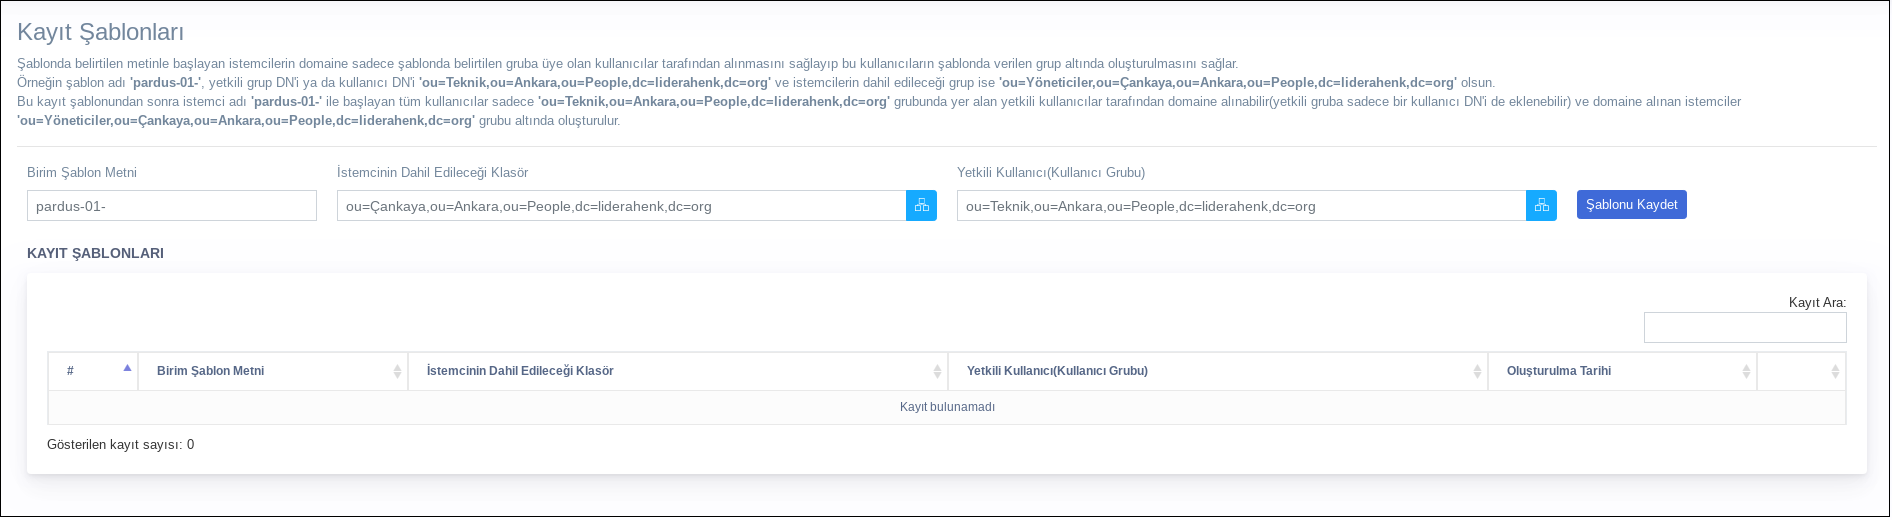 Kayıt Şablonları
Şablonda belirtilen metinle başlayan istemcilerin domaine sadece şablonda belirtilen gruba üye olan kullanıcılar tarafından alınmasını sağlayıp bu kullanıcıların şablonda verilen grup altında oluşturulmasını sağlar.
Örneğin şablon adı 'pardus-01-', yetkili grup DN'i ya da kullanıcı DN'i 'ou=Teknik,ou=Ankara,ou=People,dc=liderahenk,dc=org' ve istemcilerin dahil edileceği grup ise 'ou=Yöneticiler,ou=Çankaya,ou=Ankara,ou=People,dc=liderahenk,dc=org' olsun.
Bu kayıt şablonundan sonra istemci adı 'pardus-01-' ile başlayan tüm kullanıcılar sadece 'ou=Teknik,ou=Ankara,ou=People,dc=liderahenk,dc=org' grubunda yer alan yetkili kullanıcılar tarafından domaine alınabilir(yetkili gruba sadece bir kullanıcı DN'i de eklenebilir) ve domaine alınan istemciler
'ou=Yöneticiler,ou=Çankaya,ou=Ankara,ou=People,dc=liderahenk,dc=org' grubu altında oluşturulur.
Birim Şablon Metni İstemcinin Dahil Edileceği Klasör Yetkili Kullanıcı(Kullanıcı Grubu)
pardus-01- ou=Çankaya,ou=Ankara,ou=People,dc=liderahenk,dc=org ou=Teknik,ou=Ankara,ou=People,dc=liderahenk,dc=org Şablonu Kaydet
KAYIT ŞABLONLARI
Kayıt Ara:
# Birim Şablon Metni İstemcinin Dahil Edileceği Klasör Yetkili Kullanıcı(Kullanıcı Grubu) Oluşturulma Tarihi
Kayıt bulunamadı
Gösterilen kayıt sayısı: 0